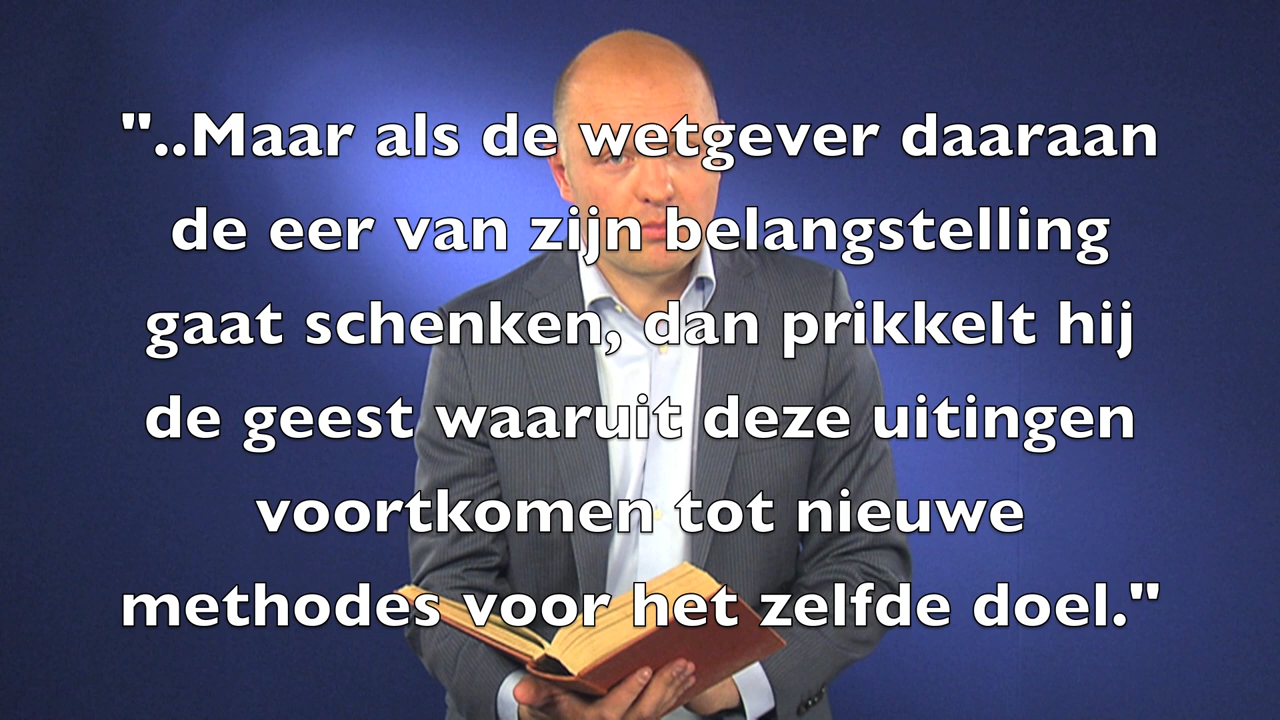 "..Maar als de wetgever daaraan
de eer van zijn belangstelling
gaat schenken, dan prikkelt hij
de geest waaruit deze uitingen
voortkomen tot nieuwe
methodes voor het zelfde doel."